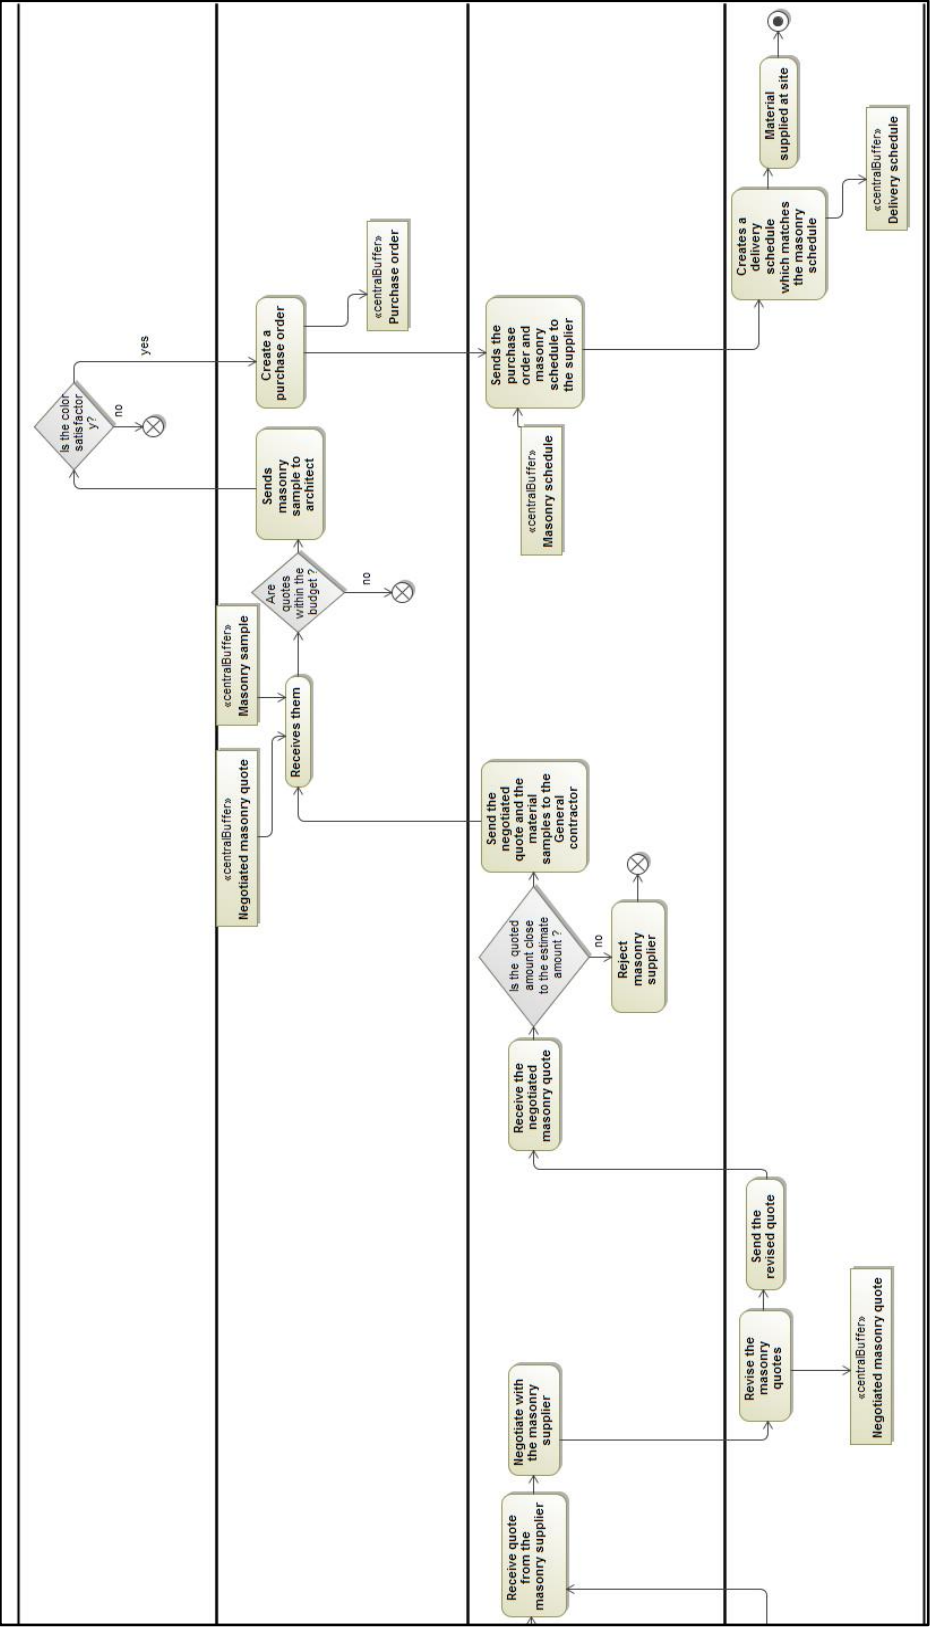 Is the color
satisfactor
y?
yes
no
Create a
purchase order
«centralBuffer»
Purchase order
Sends
masonry
sample to
architect
Are
quotes
within the
budget ?
no
«centralBuffer»
Masonry sample
Receives them
«centralBuffer»
Negotiated masonry quote
Receive quote
from the
masonry supplier
Negotiate with
the masonry
supplier
Receive the
negotiated
masonry quote
Is the quoted
amount close
to the estimate
amount ?
no
Reject
masonry
supplier
Send the
negotiated
quote and the
material
samples to the
General
contractor
«centralBuffer»
Masonry schedule
Sends the
purchase
order and
masonry
schedule to
the supplier
Revise the
masonry
quotes
«centralBuffer»
Negotiated masonry quote
Send the
revised quote
Creates a
delivery
schedule
which matches
the masonry
schedule
«centralBuffer»
Delivery schedule
Material
supplied at site